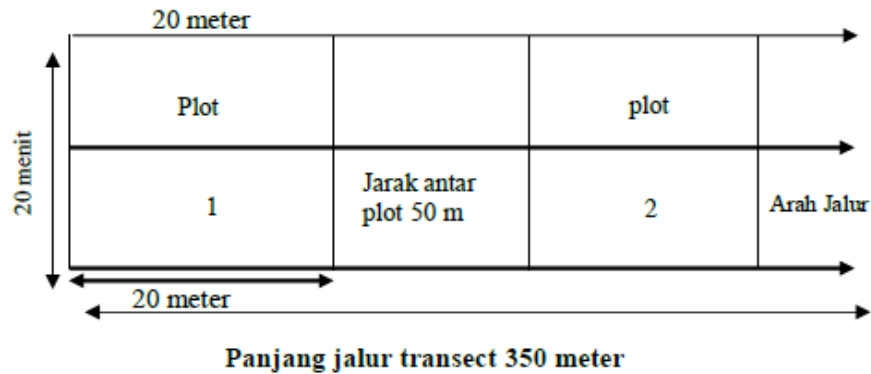 20 meter
Plot
plot
20 menit
1
Jarak antar
plot 50 m
2
Arah Jalur
20 meter
Panjang jalur transect 350 meter